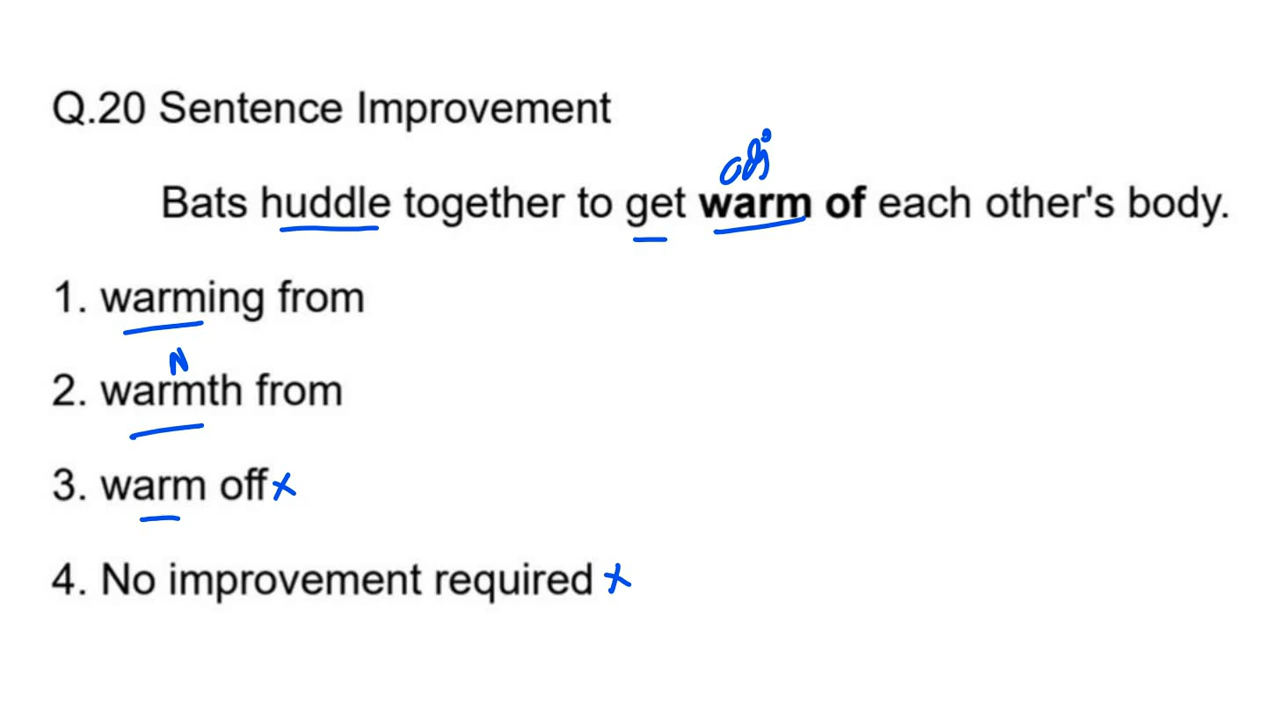 Q.20 Sentence Improvement
adj
Bats huddle together to get warm of each other's body.
1. warming from
N
2. warmth from
3. warm off x
4. No improvement required x